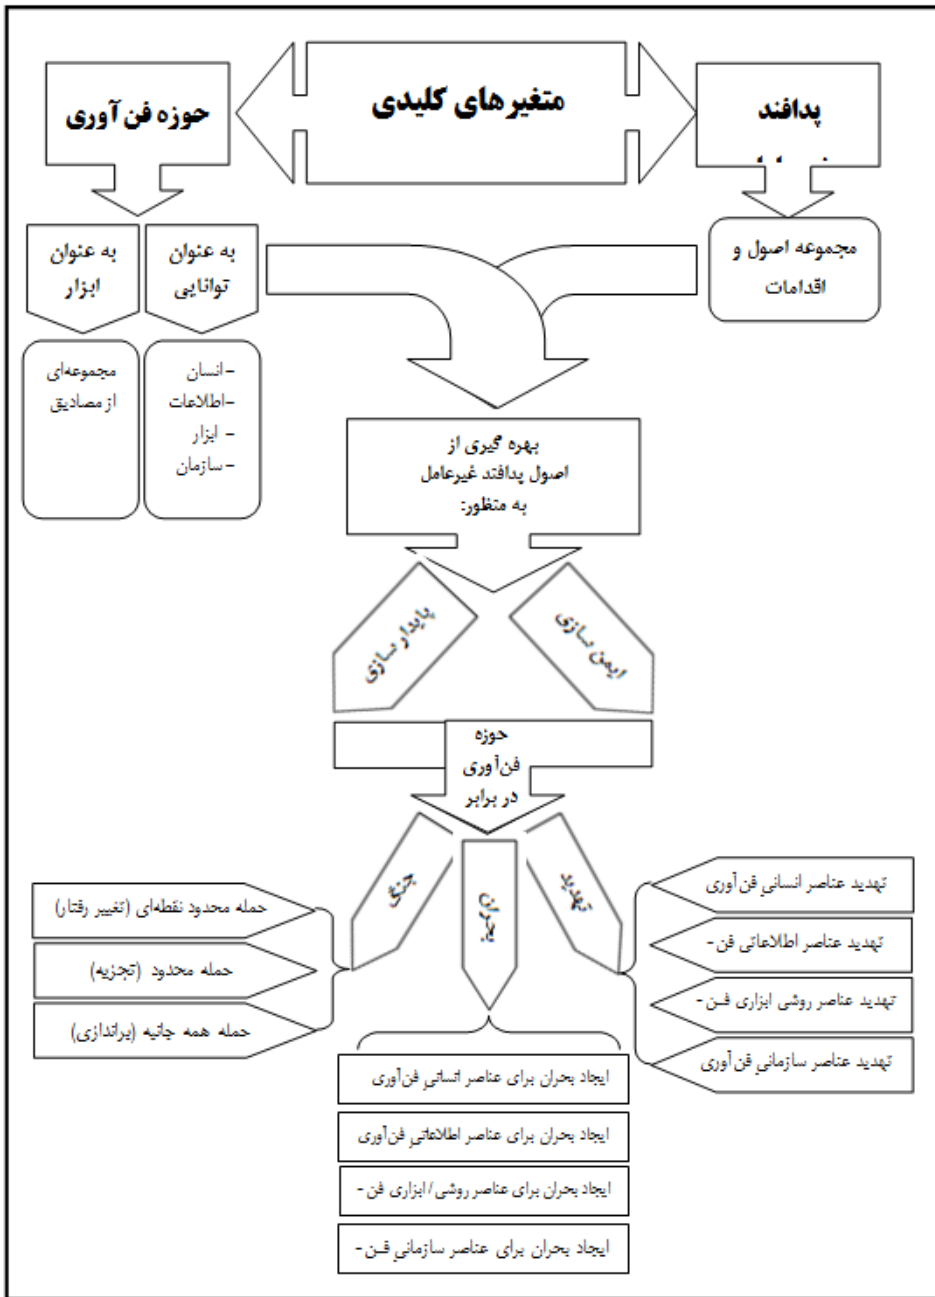 متغیرهای کلیدی
پدافند
حوزه فن آوری
مجموعه اصول و
اقدامات
به عنوان
توانایی
به عنوان
ابزار
-انسان
-اطلاعات
- ابزار
-سازمان
مجموعه‌ای
از مصادیق
بهره گیری از
اصول پدافند غیرعامل
به منظور:
ایمن سازی
پایدار سازی
حوزه
فن‌آوری
در برابر
تهدید
بحران
جنگ
تهدید عناصر انسانیِ فن‌آوری
تهدید عناصر اطلاعاتی فن -
تهدید عناصر روشی ابزاری فـن -
تهدید عناصر سازمانیِ فن‌آوری
حمله محدود نقطه‌ای (تغییر رفتار)
حمله محدود (تجزیه)
حمله همه جانبه (براندازی)
ایجاد بحران برای عناصر انسانیِ فن‌آوری
ایجاد بحران برای عناصر اطلاعاتیِ فن‌آوری
ایجاد بحران برای عناصر روشی/ ابزاری فن -
ایجاد بحران برای عناصر سازمانیِ فـن -